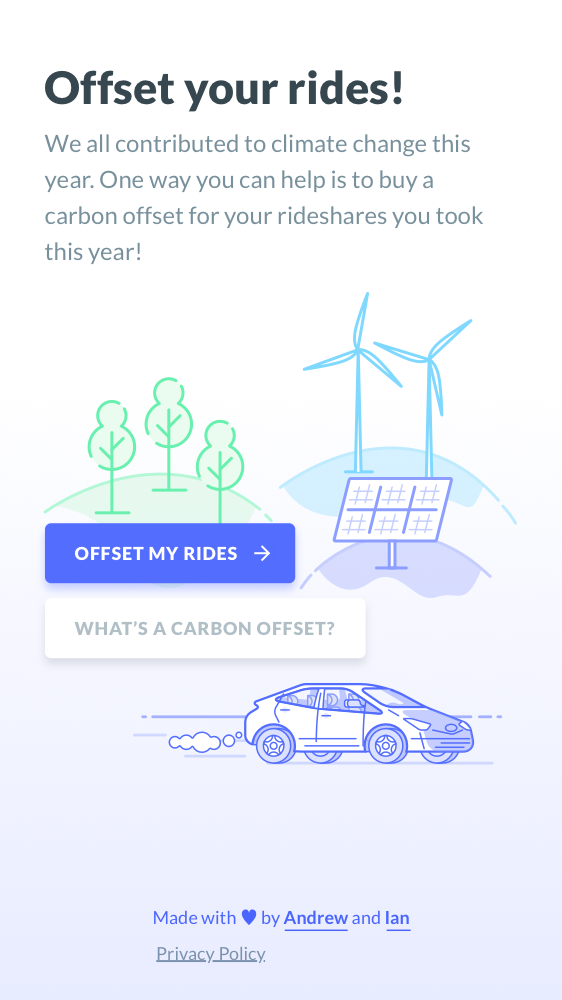 Offset your rides!
We all contributed to climate change this
year. One way you can help is to buy a
carbon offset for your rideshares you took
this year!
OFFSET MY RIDES →
WHAT'S A CARBON OFFSET?
Made with ♥ by Andrew and Ian
Privacy Policy